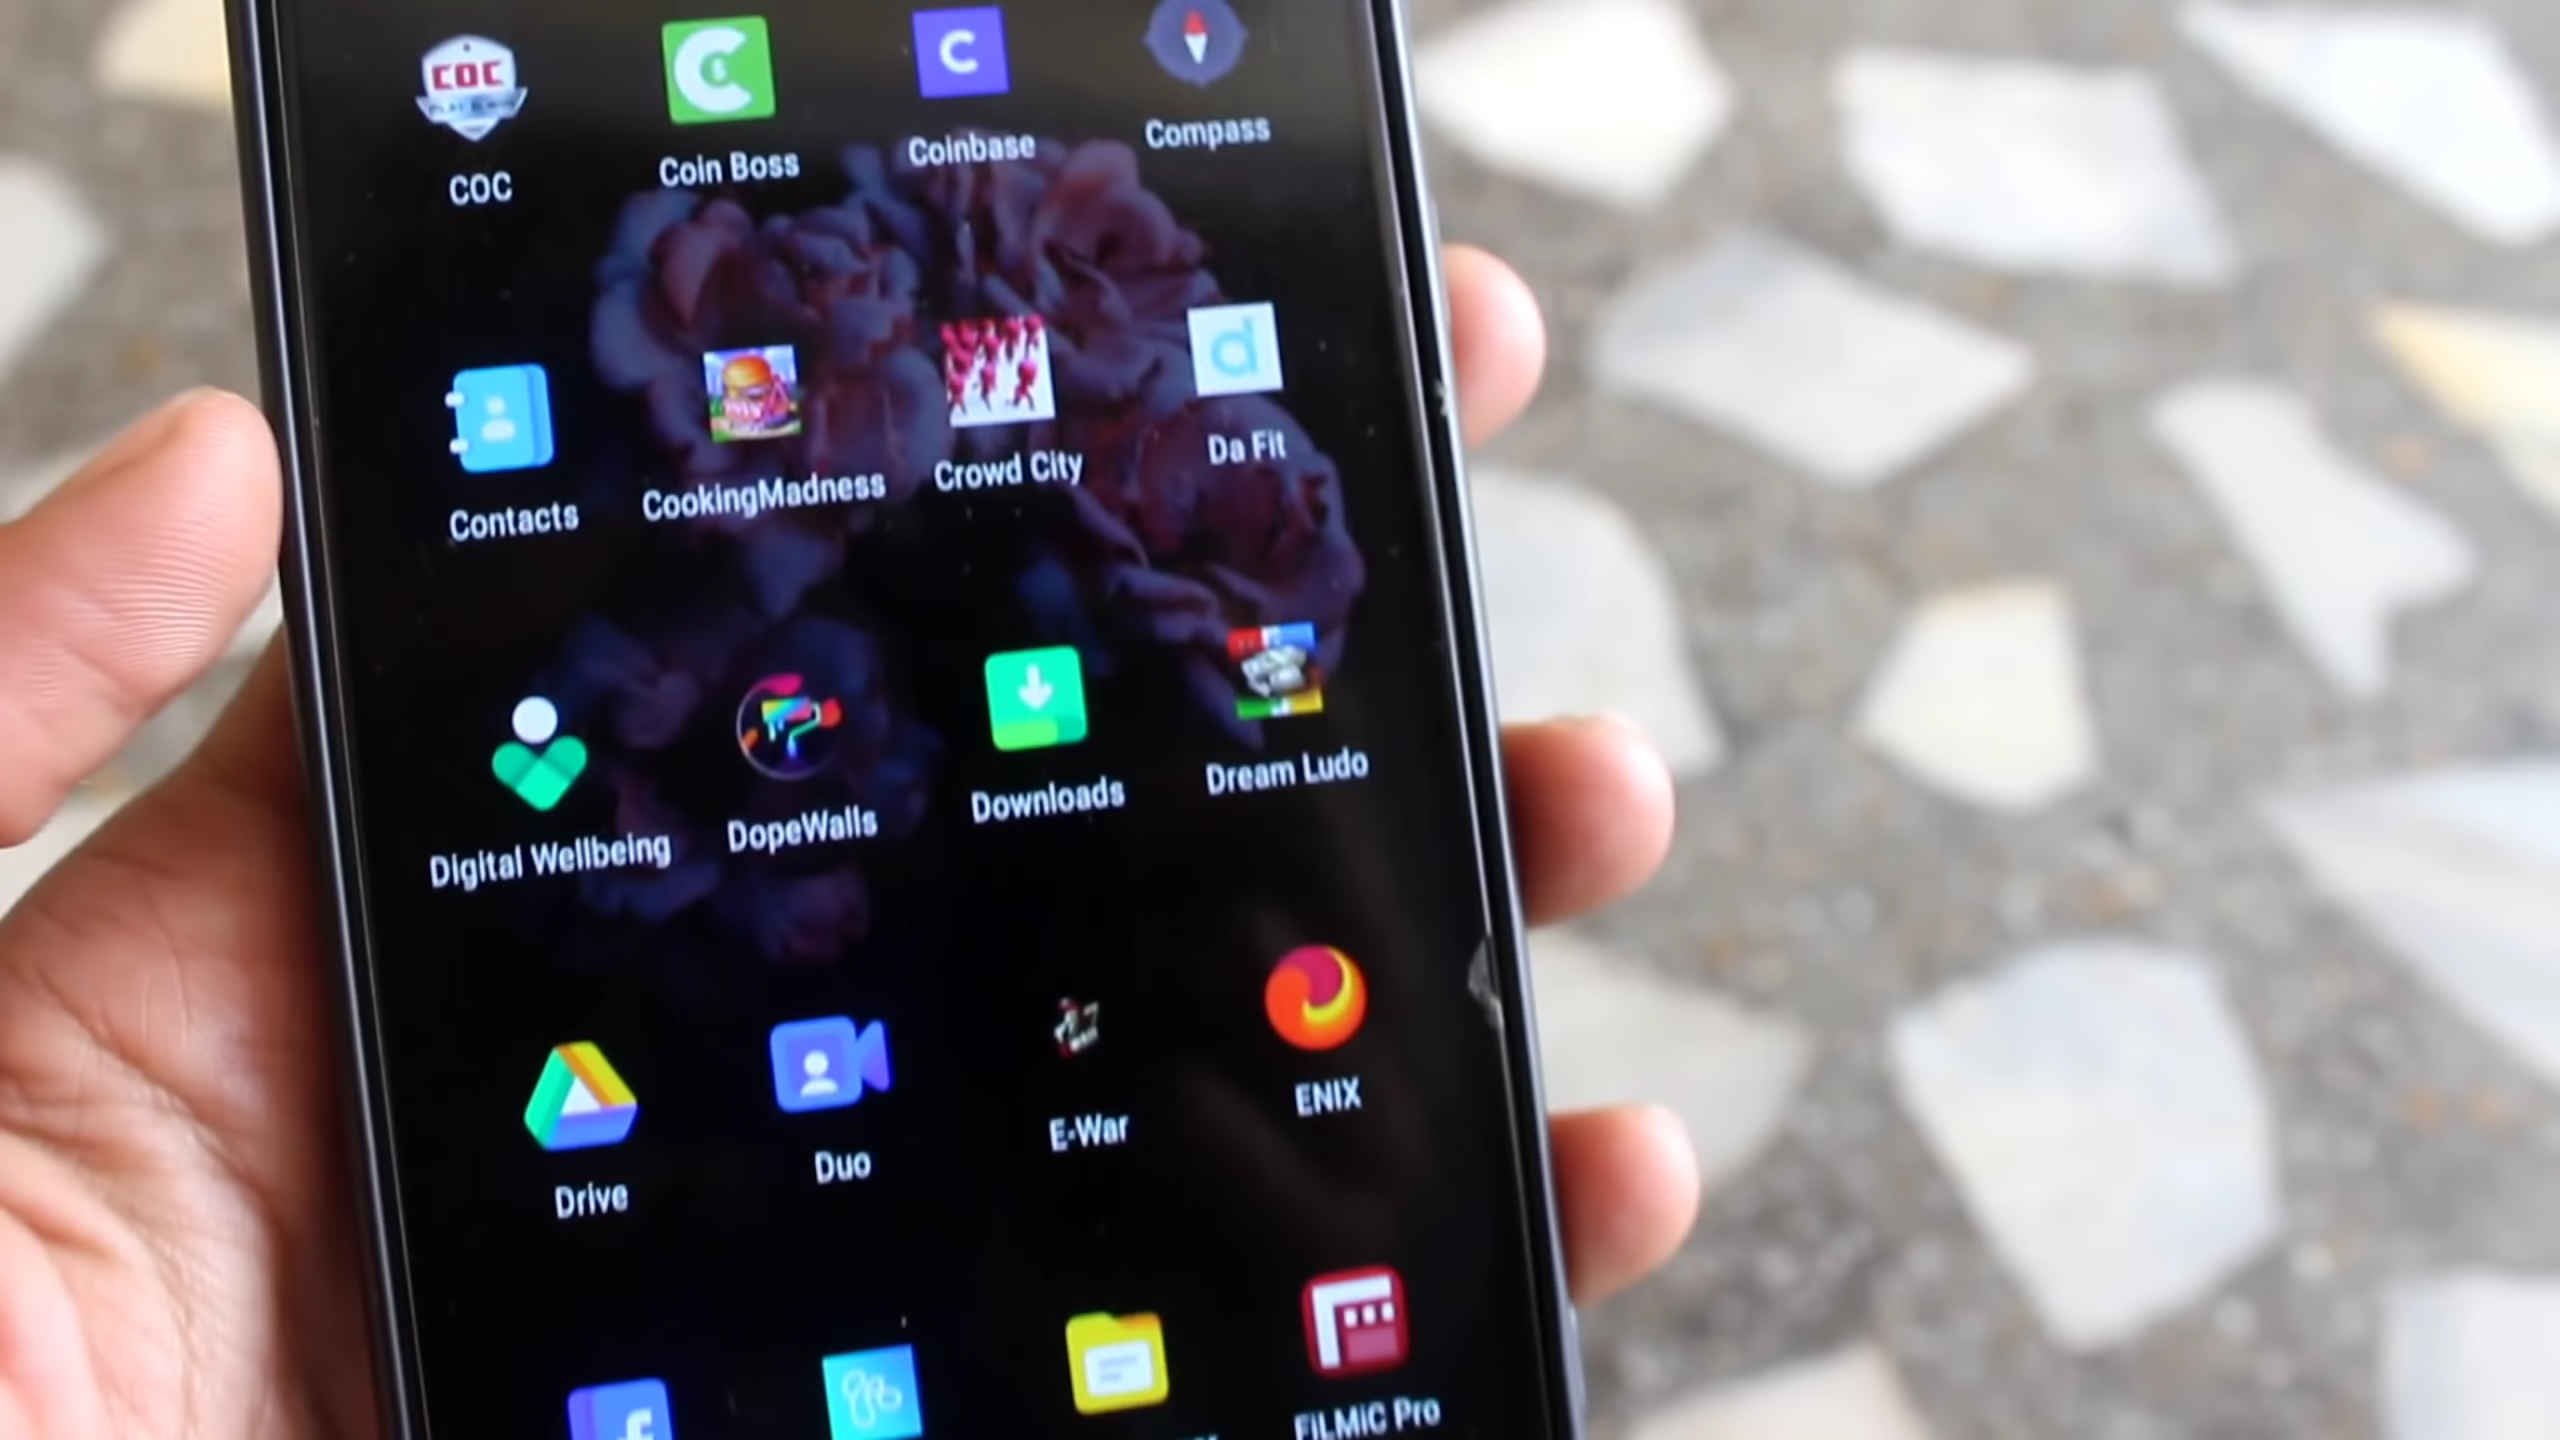 COC
COC
Coin Boss
Coinbase
Compass
Contacts
CookingMadness
Crowd City
Da Fit
Digital Wellbeing
DopeWalls
Downloads
Dream Ludo
Drive
Duo
E-War
ENIX
FiLMiC Pro